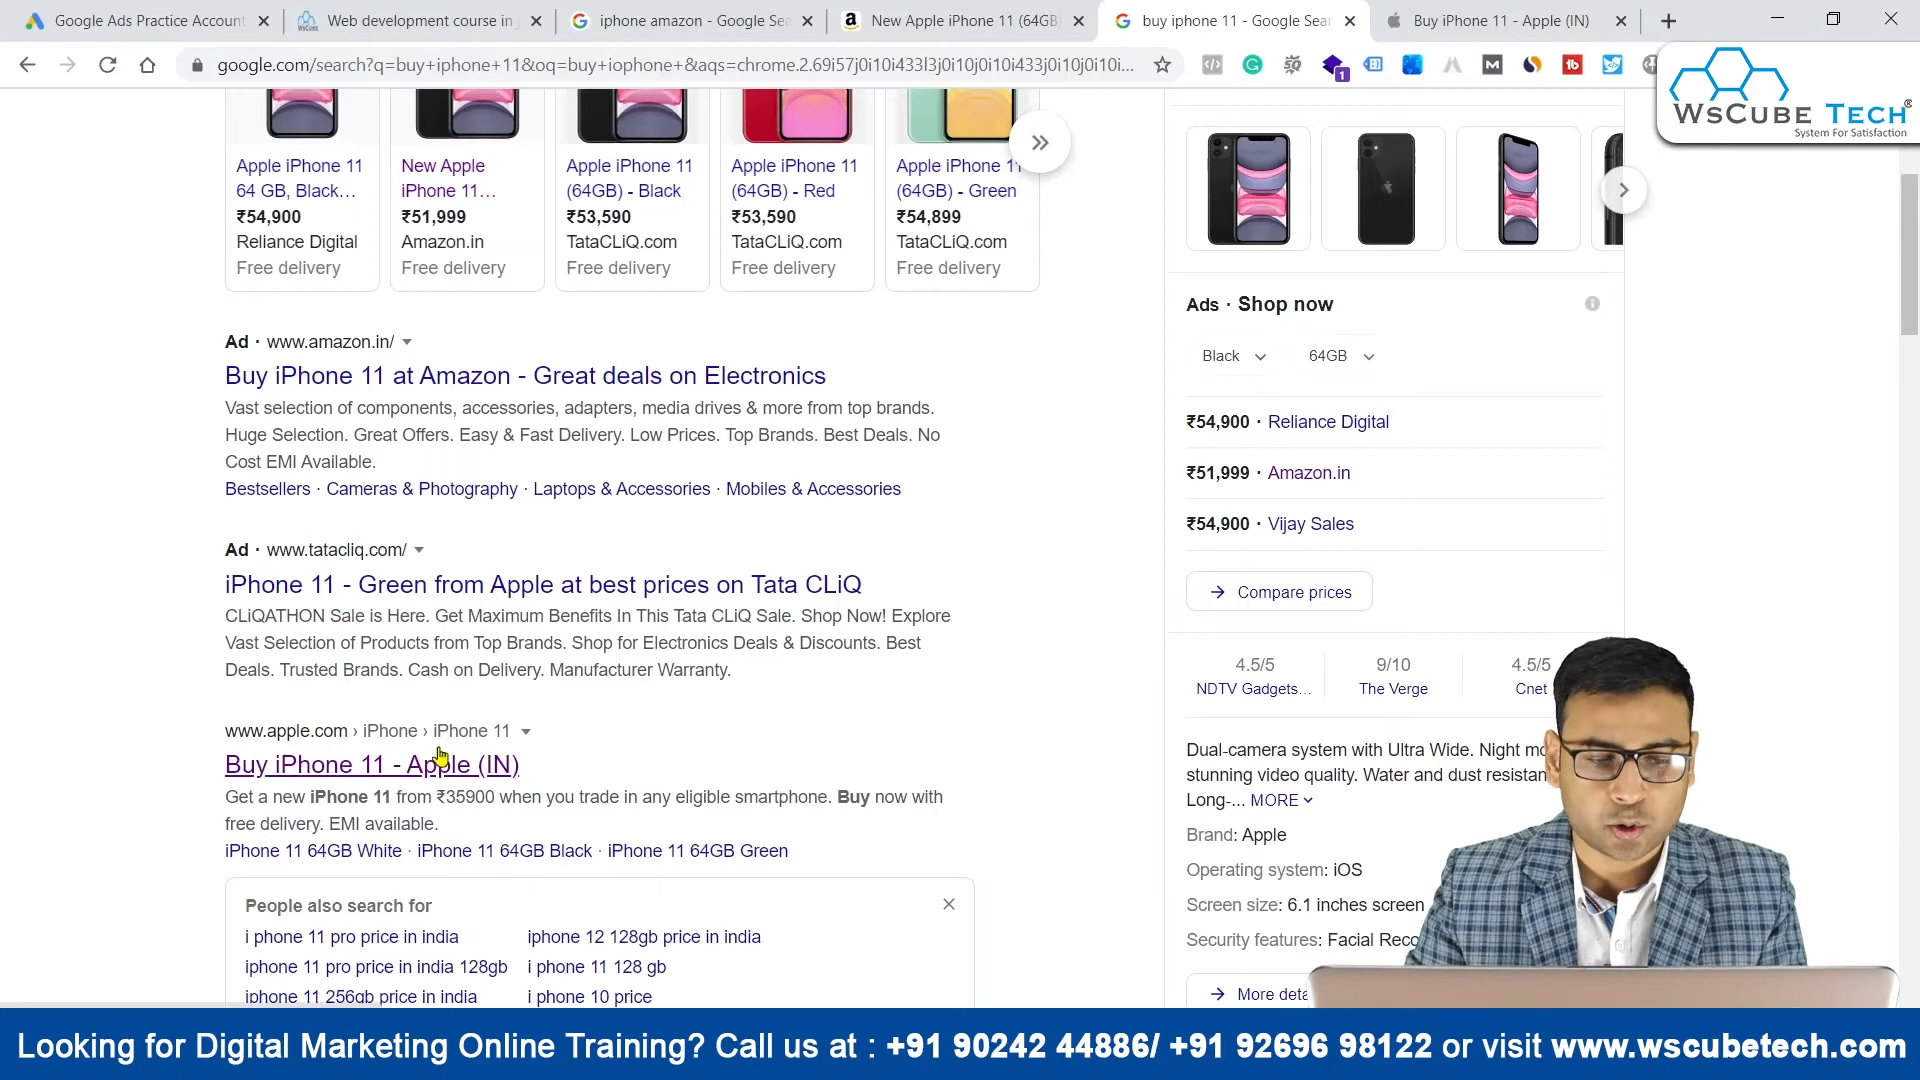 Google Ads Practice Account
Web development course in j
iphone amazon - Google Sea
New Apple iPhone 11 (64GB)
buy iphone 11 - Google Sear
Buy iPhone 11 - Apple (IN)
google.com/search?q=buy+iphone+11&oq=buy+iophone+&aqs=chrome.2.69i57j0i10i433l3j0i10j0i10i433j0i10j0i10i...
WsCube Tech®
System For Satisfaction
Apple iPhone 11
64 GB, Black...
₹54,900
Reliance Digital
Free delivery
New Apple
iPhone 11...
₹51,999
Amazon.in
Free delivery
Apple iPhone 11
(64GB) - Black
₹53,590
TataCLiQ.com
Free delivery
Apple iPhone 11
(64GB) - Red
₹53,590
TataCLiQ.com
Free delivery
Apple iPhone 11
(64GB) - Green
₹54,899
TataCLiQ.com
Free delivery
Ad · www.amazon.in/
Buy iPhone 11 at Amazon - Great deals on Electronics
Vast selection of components, accessories, adapters, media drives & more from top brands.
Huge Selection. Great Offers. Easy & Fast Delivery. Low Prices. Top Brands. Best Deals. No
Cost EMI Available.
Bestsellers · Cameras & Photography · Laptops & Accessories · Mobiles & Accessories
Ad · www.tatacliq.com/
iPhone 11 - Green from Apple at best prices on Tata CLiQ
CLiQATHON Sale is Here. Get Maximum Benefits In This Tata CLiQ Sale. Shop Now! Explore
Vast Selection of Products from Top Brands. Shop for Electronics Deals & Discounts. Best
Deals. Trusted Brands. Cash on Delivery. Manufacturer Warranty.
www.apple.com › iPhone › iPhone 11
Buy iPhone 11 - Apple (IN)
Get a new iPhone 11 from ₹35900 when you trade in any eligible smartphone. Buy now with
free delivery. EMI available.
iPhone 11 64GB White · iPhone 11 64GB Black · iPhone 11 64GB Green
People also search for
i phone 11 pro price in india
iphone 12 128gb price in india
iphone 11 pro price in india 128gb
i phone 11 128 gb
iphone 11 256gb price in india
i phone 10 price
Ads · Shop now
Black
64GB
₹54,900 · Reliance Digital
₹51,999 · Amazon.in
₹54,900 · Vijay Sales
Compare prices
4.5/5
NDTV Gadgets...
9/10
The Verge
4.5/5
Cnet
Dual-camera system with Ultra Wide. Night mo
stunning video quality. Water and dust resistan
Long-... MORE
Brand: Apple
Operating system: iOS
Screen size: 6.1 inches screen
Security features: Facial Reco
More deta
Looking for Digital Marketing Online Training? Call us at : +91 90242 44886/ +91 92696 98122 or visit www.wscubetech.com